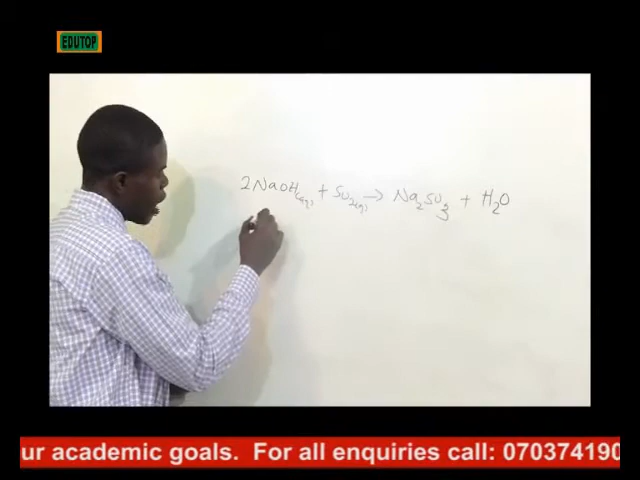 EDUTOP
2NaOH(aq) + SO2(g) → Na2SO3 + H2O
ur academic goals. For all enquiries call: 070374190